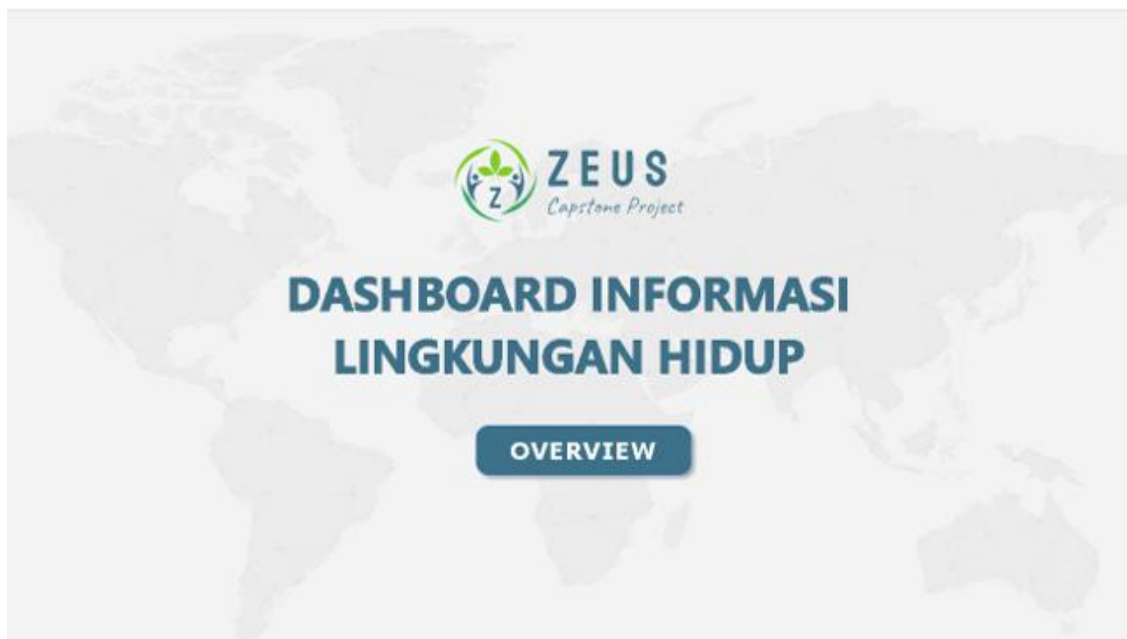 Z
ZEUS
Capstone Project
DASHBOARD INFORMASI
LINGKUNGAN HIDUP
OVERVIEW